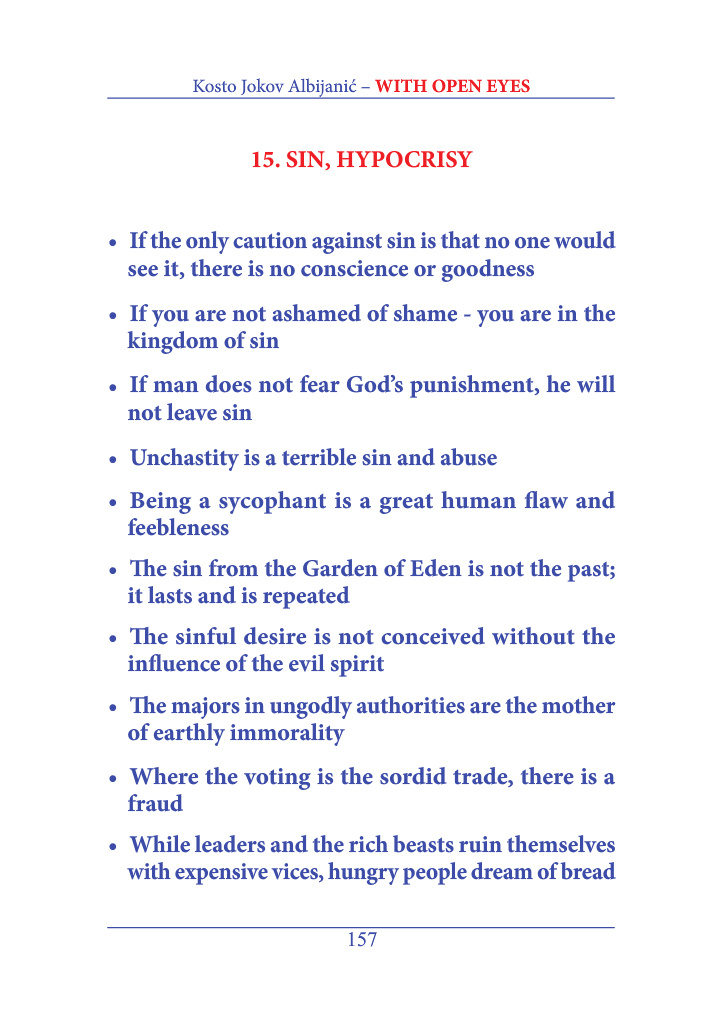 Kosto Jokov Albijanić – WITH OPEN EYES
15. SIN, HYPOCRISY
• If the only caution against sin is that no one would
see it, there is no conscience or goodness
• If you are not ashamed of shame - you are in the
kingdom of sin
• If man does not fear God’s punishment, he will
not leave sin
• Unchastity is a terrible sin and abuse
• Being a sycophant is a great human flaw and
feebleness
• The sin from the Garden of Eden is not the past;
it lasts and is repeated
• The sinful desire is not conceived without the
influence of the evil spirit
• The majors in ungodly authorities are the mother
of earthly immorality
• Where the voting is the sordid trade, there is a
fraud
• While leaders and the rich beasts ruin themselves
with expensive vices, hungry people dream of bread
157